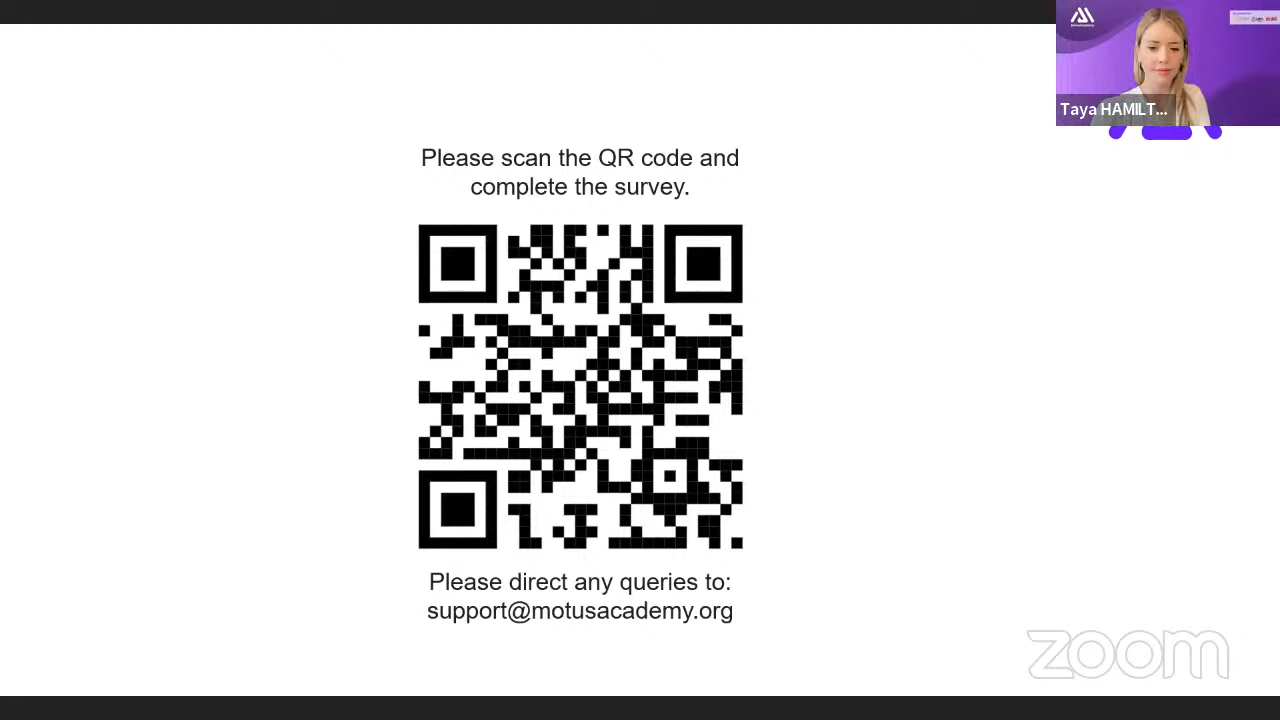 Taya HAMILT...
Please scan the QR code and
complete the survey.
Please direct any queries to:
support@motusacademy.org
zoom